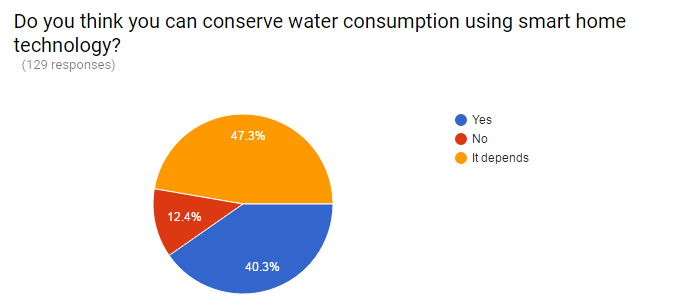 Do you think you can conserve water consumption using smart home
technology?
(129 responses)
47.3%
12.4%
40.3%
Yes
No
It depends